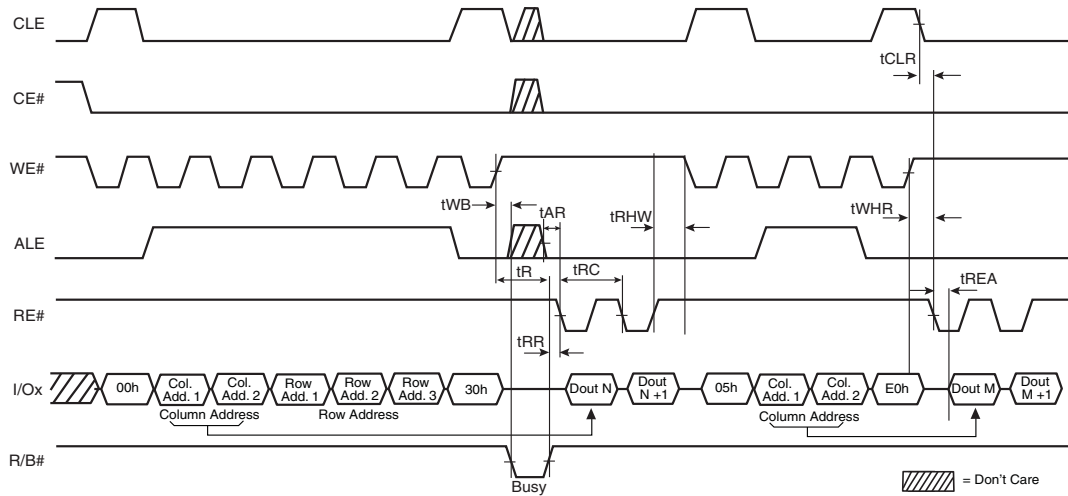 CLE
tCLR
CE#
WE#
tWB
tAR
tRHW
tWHR
ALE
tR
tRC
tREA
RE#
tRR
I/Ox
00h
Col.
Add. 1
Col.
Add. 2
Row
Add. 1
Row
Add. 2
Row
Add. 3
30h
Dout N
Dout
N +1
05h
Col.
Add. 1
Col.
Add. 2
E0h
Dout M
Dout
M +1
Column Address
Row Address
Column Address
R/B#
Busy
= Don't Care